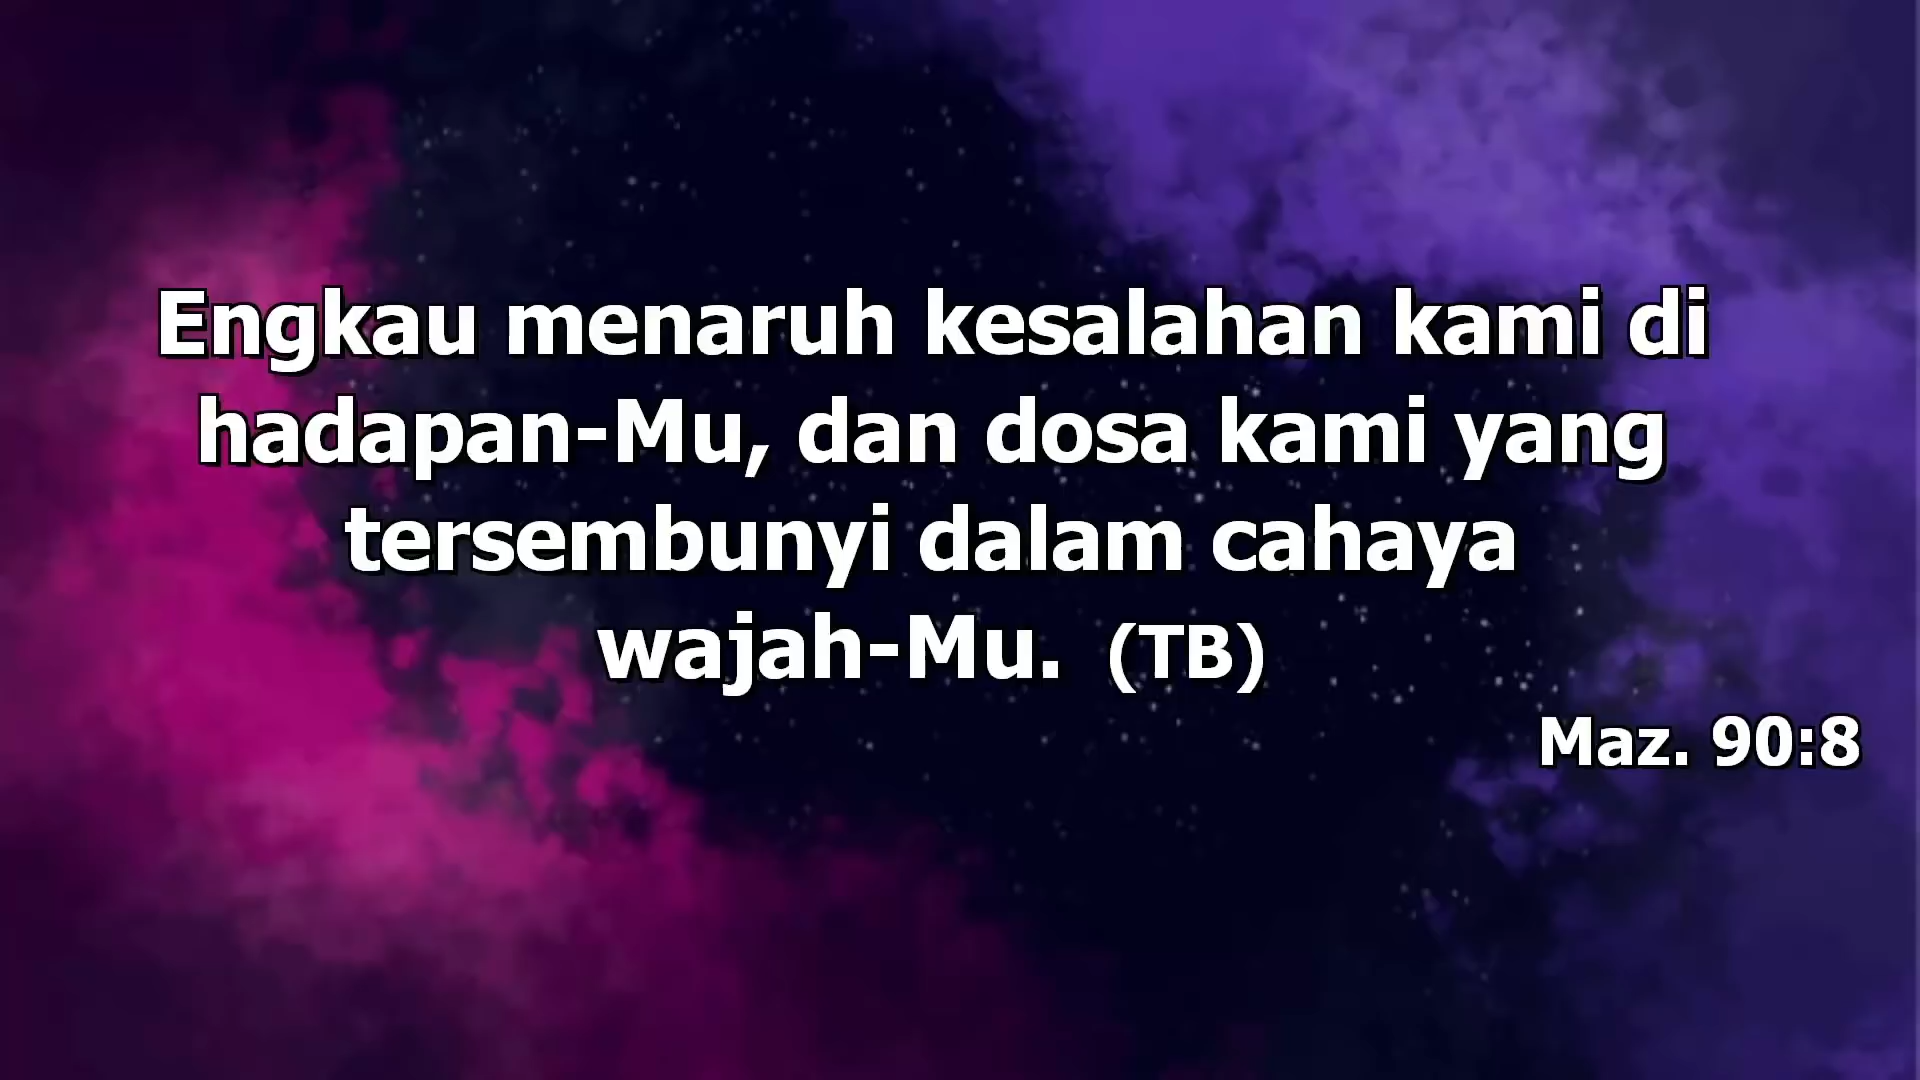 Engkau menaruh kesalahan kami di
hadapan-Mu, dan dosa kami yang
tersembunyi dalam cahaya
wajah-Mu. (TB)
Maz. 90:8